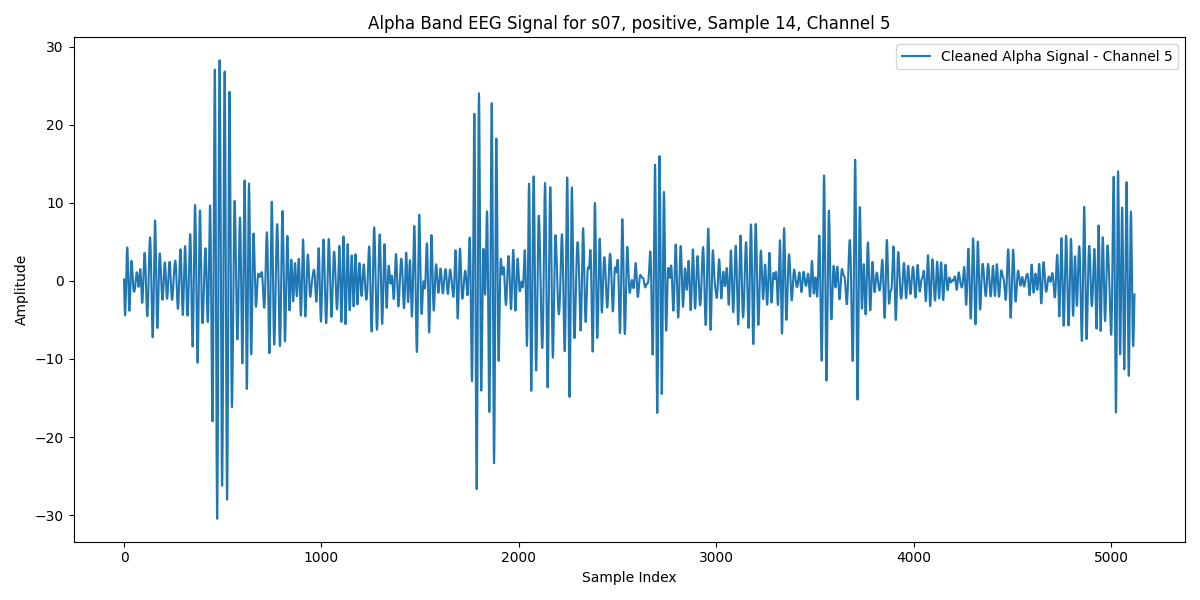 Alpha Band EEG Signal for s07, positive, Sample 14, Channel 5
Cleaned Alpha Signal - Channel 5
Amplitude
30
20
10
0
−10
−20
−30
0 1000 2000 3000 4000 5000
Sample Index